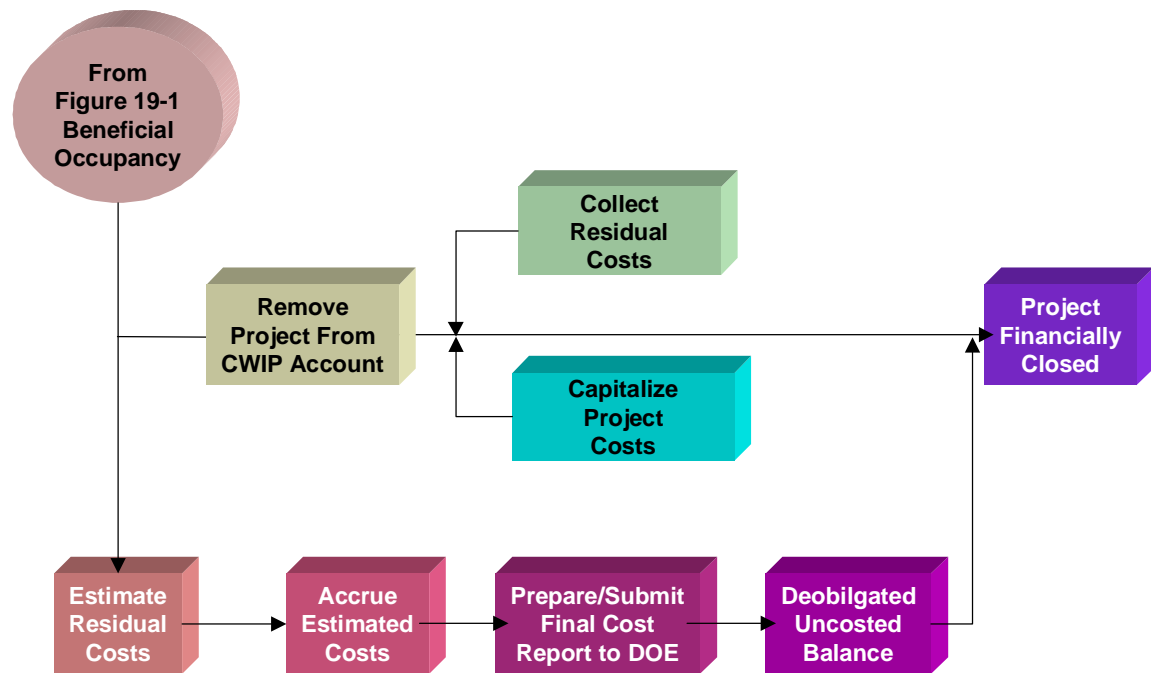 From
Figure 19-1
Beneficial
Occupancy
Collect
Residual
Costs
Remove
Project From
CWIP Account
Project
Financially
Closed
Capitalize
Project
Costs
Estimate
Residual
Costs
Accrue
Estimated
Costs
Prepare/Submit
Final Cost
Report to DOE
Deobilgated
Uncosted
Balance